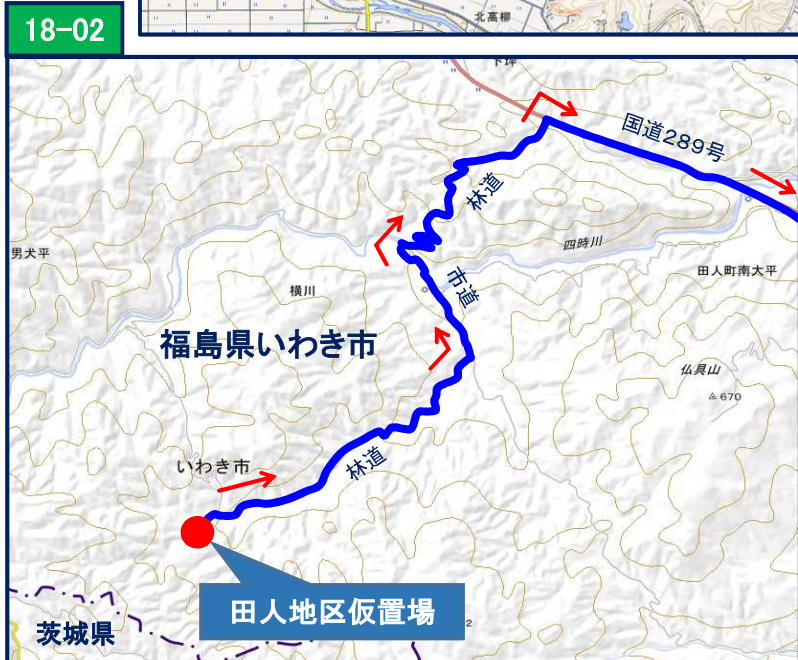 北高柳
39
18-02
下坪
国道289号
林道
四時川
男犬平
市道
田人町南大平
横川
福島県いわき市
仏具山
670
いわき市
林道
田人地区仮置場
茨城県